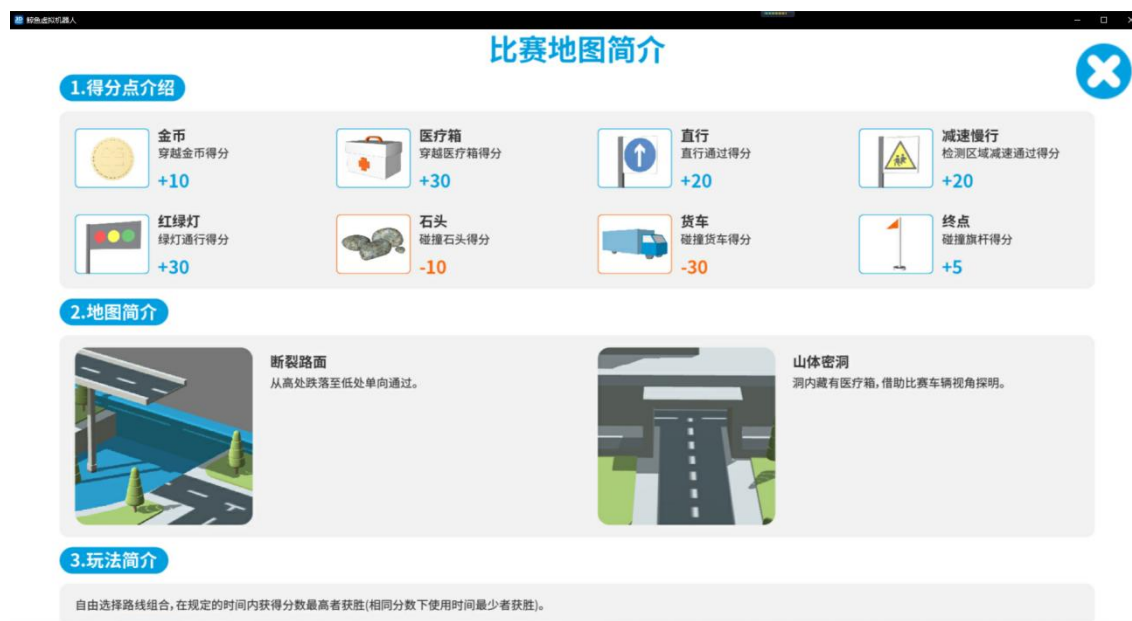 鲸鱼虚拟机器人
比赛地图简介
1.得分点介绍
金币
穿越金币得分
+10
医疗箱
穿越医疗箱得分
+30
直行
直行通过得分
+20
减速慢行
检测区域减速通过得分
+20
红绿灯
绿灯通行得分
+30
石头
碰撞石头得分
-10
货车
碰撞货车得分
-30
终点
碰撞旗杆得分
+5
2.地图简介
断裂路面
从高处跌落至低处单向通过。
山体密洞
洞内藏有医疗箱,借助比赛车辆视角探明。
3.玩法简介
自由选择路线组合,在规定的时间内获得分数最高者获胜(相同分数下使用时间最少者获胜)。